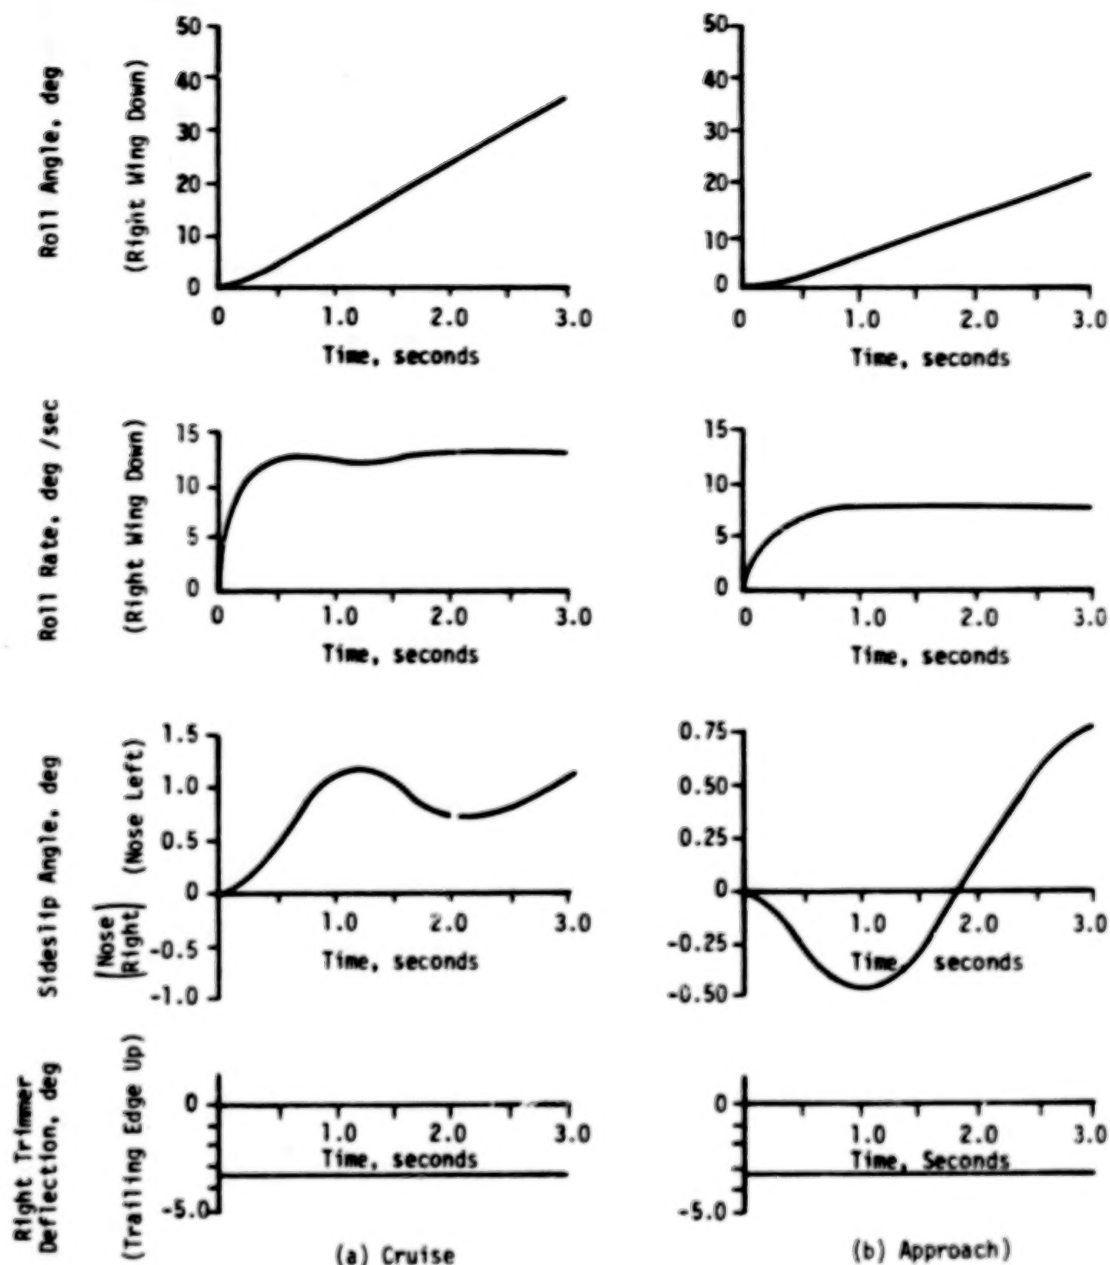 Roll Angle, deg
(Right Wing Down)
50
40
30
20
10
0
0 1.0 2.0 3.0
Time, seconds
50
40
30
20
10
0
0 1.0 2.0 3.0
Time, seconds
Roll Rate, deg /sec
(Right Wing Down)
15
10
5
0
0 1.0 2.0 3.0
Time, seconds
15
10
5
0
0 1.0 2.0 3.0
Time, seconds
Sideslip Angle, deg
(Nose Right)
(Nose Left)
1.5
1.0
0.5
0
-0.5
-1.0
1.0 2.0 3.0
Time, seconds
0.75
0.50
0.25
0
-0.25
-0.50
1.0 2.0 3.0
Time, seconds
Right Trimmer
Deflection, deg
(Trailing Edge Up)
0
-5.0
1.0 2.0 3.0
Time, seconds
0
-5.0
1.0 2.0 3.0
Time, Seconds
(a) Cruise
(b) Approach)